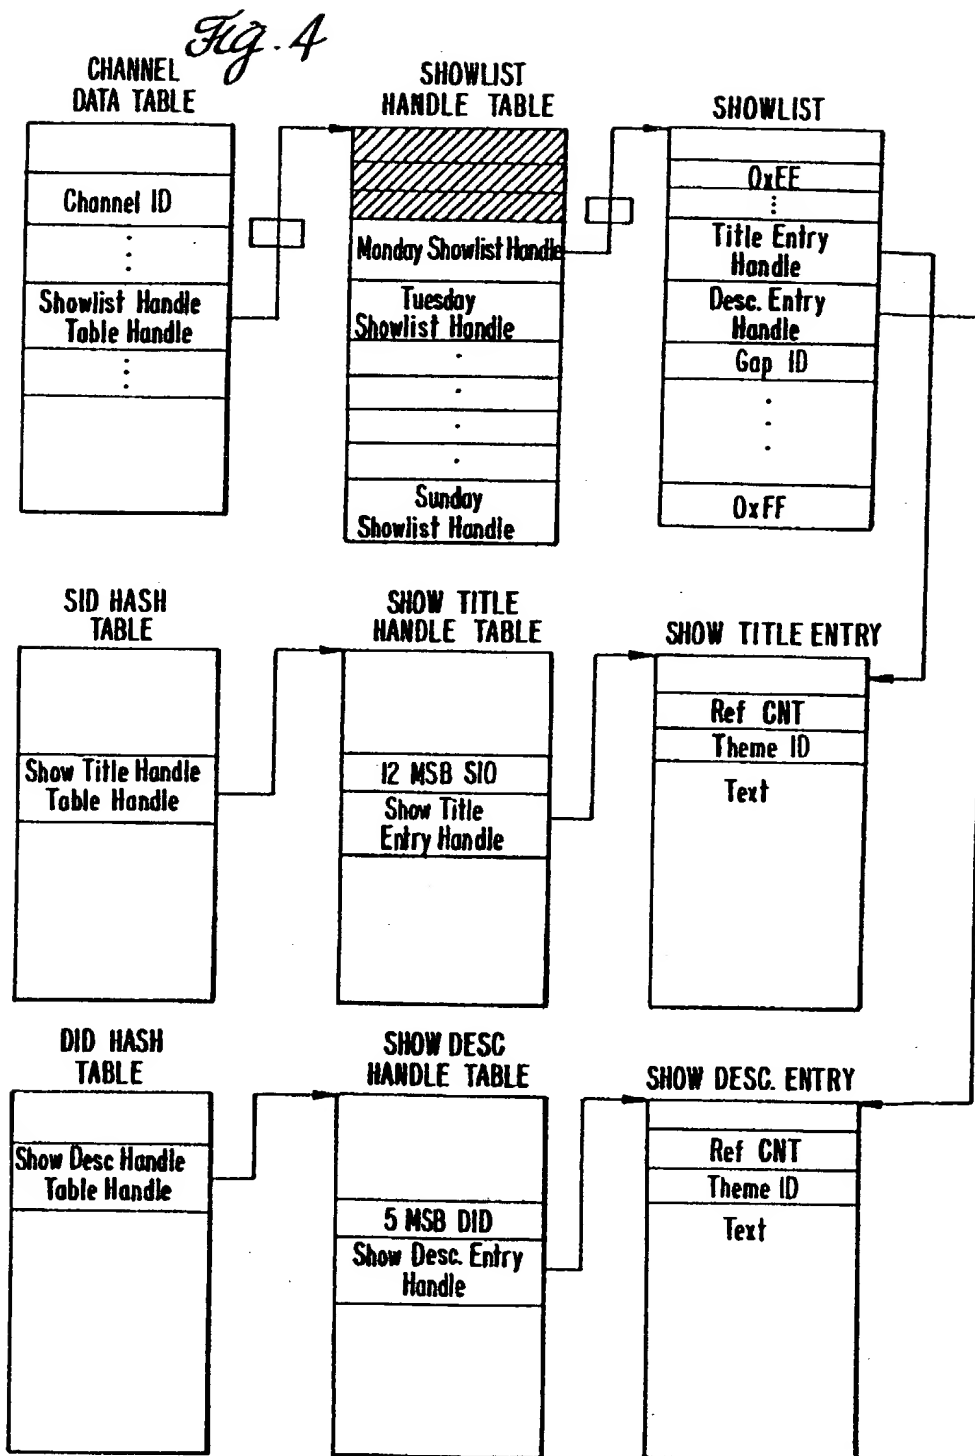 Fig. 4
CHANNEL
DATA TABLE
Channel ID
Showlist Handle
Table Handle
SHOWLIST
HANDLE TABLE
Monday Showlist Handle
Tuesday
Showlist Handle
Sunday
Showlist Handle
SHOWLIST
0xEE
Title Entry
Handle
Desc. Entry
Handle
Gap ID
0xFF
SID HASH
TABLE
Show Title Handle
Table Handle
SHOW TITLE
HANDLE TABLE
12 MSB SIO
Show Title
Entry Handle
SHOW TITLE ENTRY
Ref CNT
Theme ID
Text
DID HASH
TABLE
Show Desc Handle
Table Handle
SHOW DESC
HANDLE TABLE
5 MSB DID
Show Desc. Entry
Handle
SHOW DESC. ENTRY
Ref CNT
Theme ID
Text